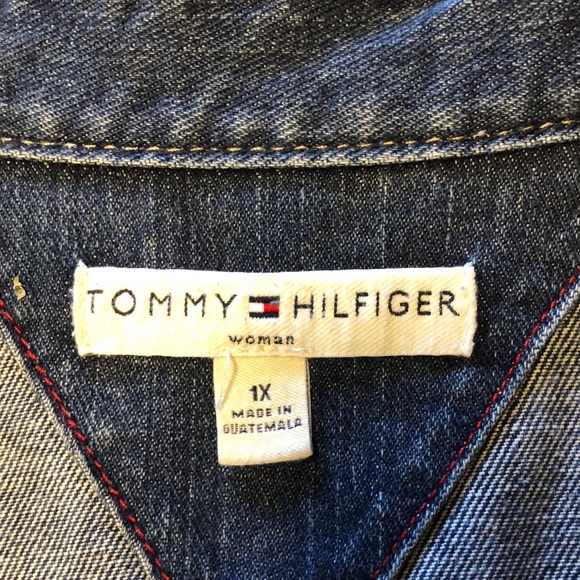 TOMMY HILFIGER
woman
1X
MADE IN
GUATEMALA